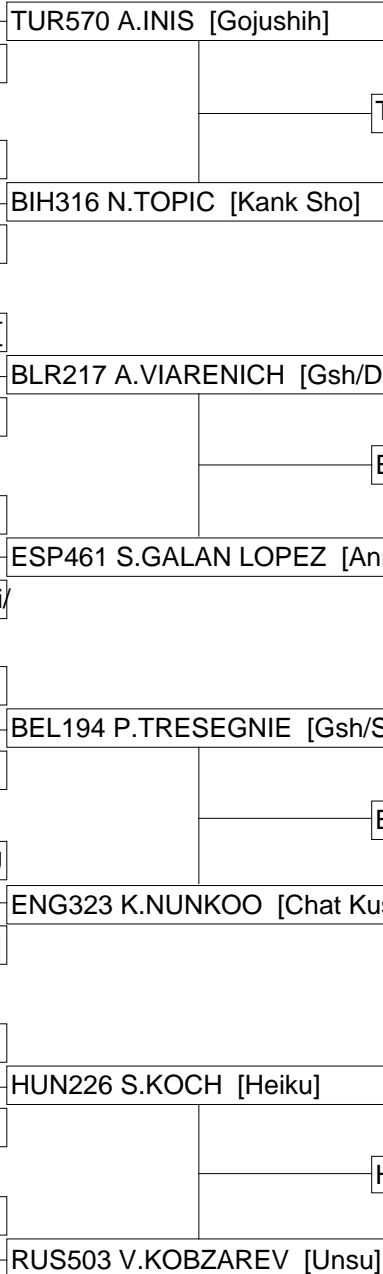 TUR570 A.INIS [Gojushih]
T
BIH316 N.TOPIC [Kank Sho]
BLR217 A.VIARENICH [Gsh/D
E
ESP461 S.GALAN LOPEZ [An
i/
BEL194 P.TRESEGNIE [Gsh/S
ENG323 K.NUNKOO [Chat Kus
HUN226 S.KOCH [Heiku]
H
RUS503 V.KOBZAREV [Unsu]